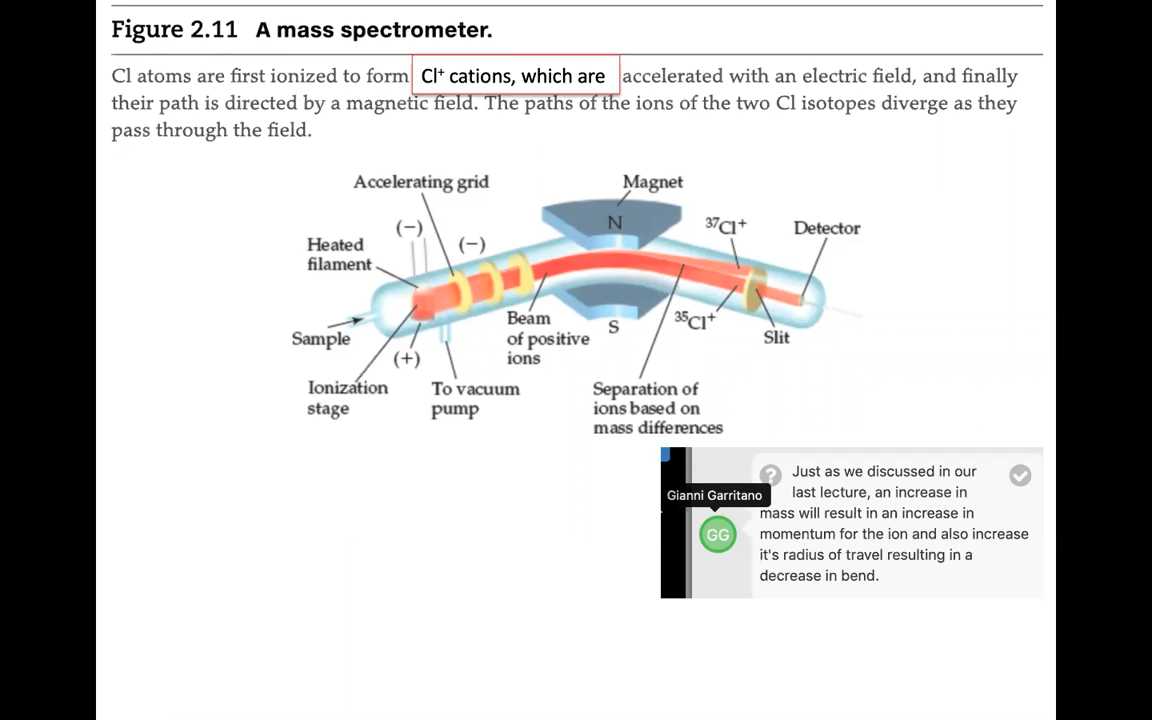 Figure 2.11 A mass spectrometer.
Cl atoms are first ionized to form Cl⁺ cations, which are accelerated with an electric field, and finally
their path is directed by a magnetic field. The paths of the ions of the two Cl isotopes diverge as they
pass through the field.
Accelerating grid
Magnet
(−)
(−)
N
³⁷Cl+
Detector
Heated
filament
Sample
(+)
Beam
of positive
ions
S
³⁵Cl+
Slit
Ionization
stage
To vacuum
pump
Separation of
ions based on
mass differences
? Just as we discussed in our
last lecture, an increase in
Gianni Garritano
mass will result in an increase in
GG
momentum for the ion and also increase
it's radius of travel resulting in a
decrease in bend.